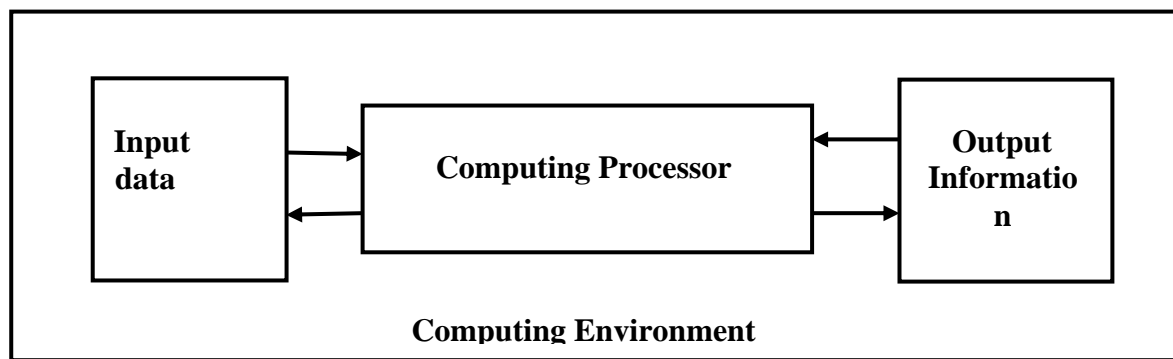 Input
data
Computing Processor
Output
Informatio
n
Computing Environment